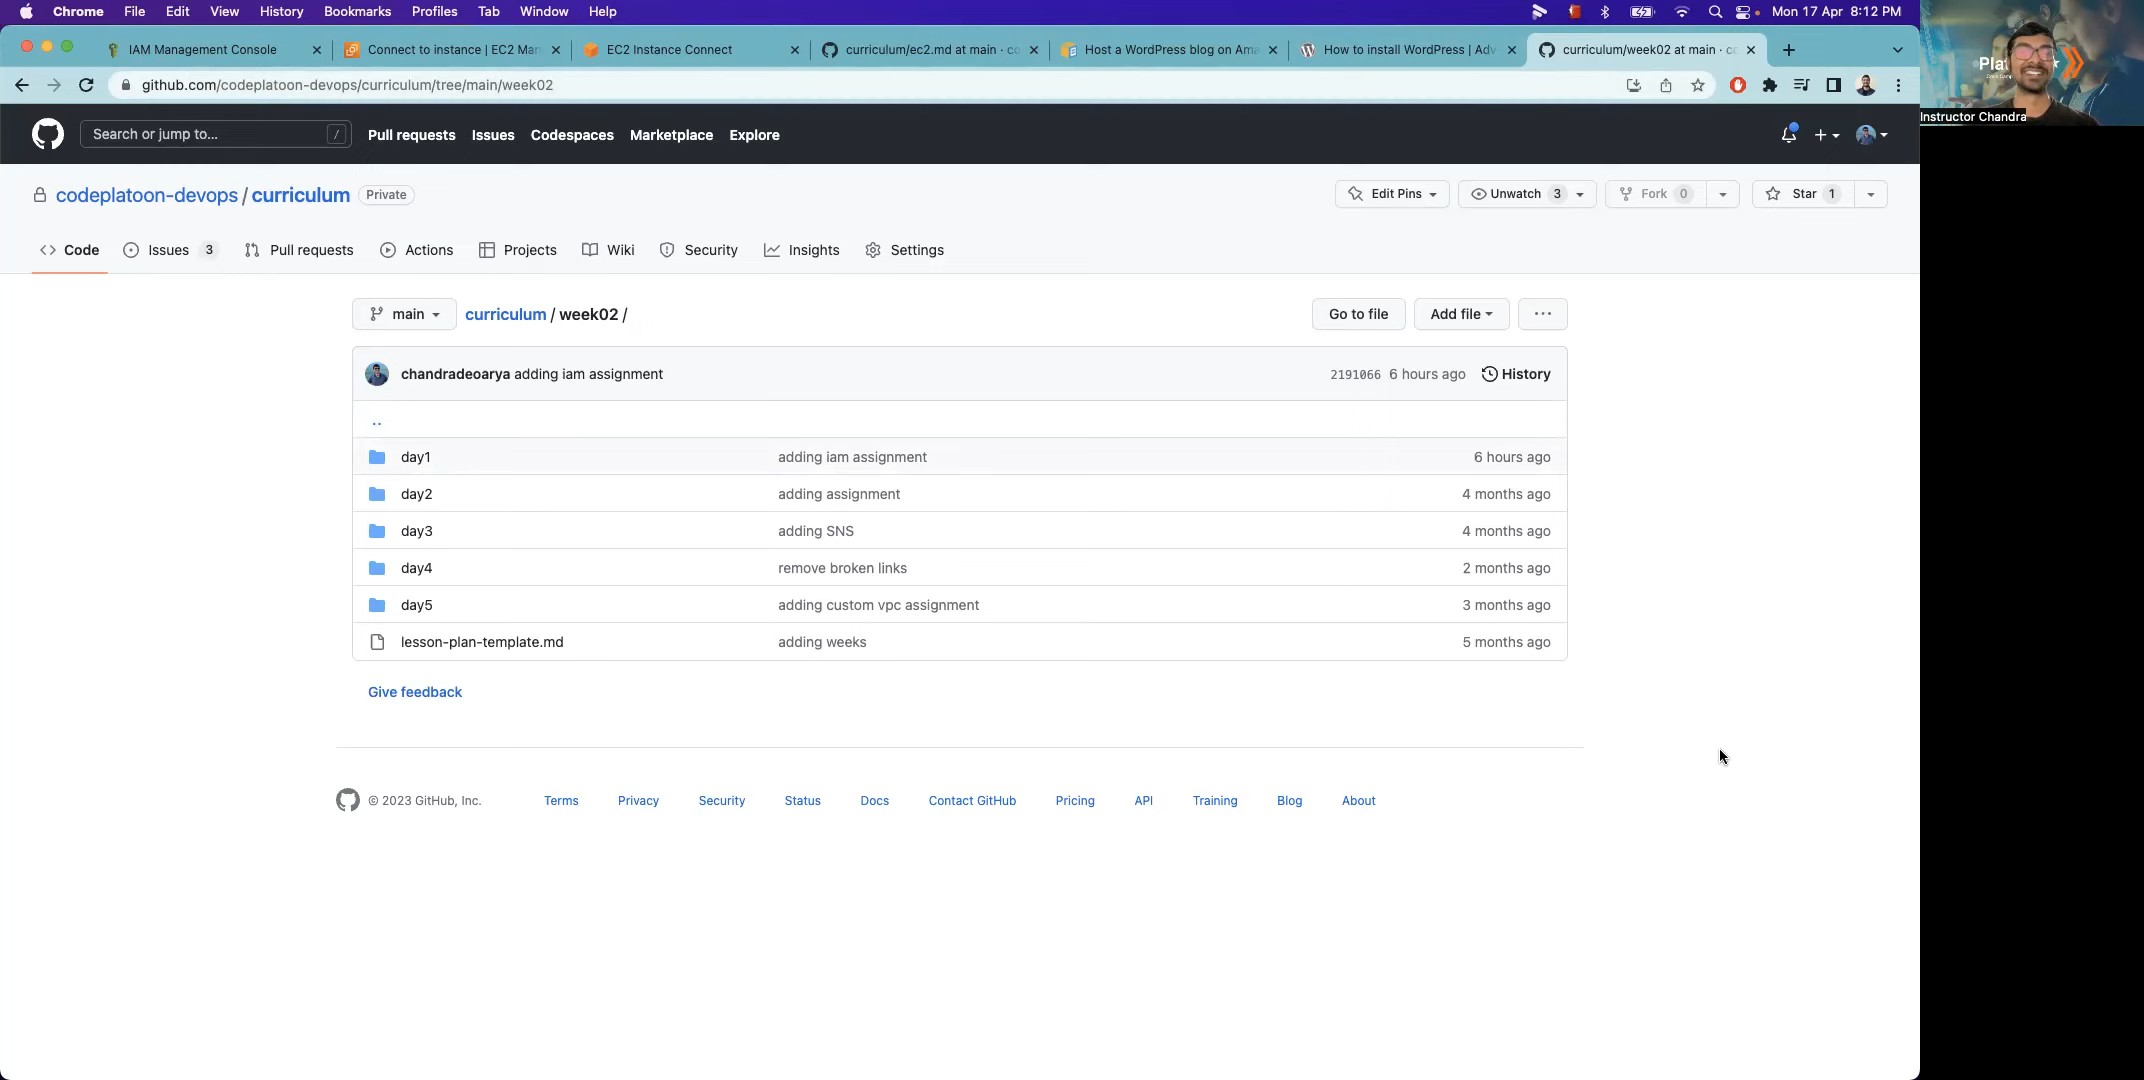 Chrome File Edit View History Bookmarks Profiles Tab Window Help Mon 17 Apr 8:12 PM
IAM Management Console Connect to instance | EC2 Man EC2 Instance Connect curriculum/ec2.md at main · co Host a WordPress blog on Ama How to install WordPress | Adv curriculum/week02 at main · co
github.com/codeplatoon-devops/curriculum/tree/main/week02
Instructor Chandra
Search or jump to... / Pull requests Issues Codespaces Marketplace Explore
codeplatoon-devops / curriculum Private Edit Pins Unwatch 3 Fork 0 Star 1
Code Issues 3 Pull requests Actions Projects Wiki Security Insights Settings
main curriculum / week02 / Go to file Add file ...
chandradeoarya adding iam assignment 2191066 6 hours ago History
..
day1 adding iam assignment 6 hours ago
day2 adding assignment 4 months ago
day3 adding SNS 4 months ago
day4 remove broken links 2 months ago
day5 adding custom vpc assignment 3 months ago
lesson-plan-template.md adding weeks 5 months ago
Give feedback
© 2023 GitHub, Inc. Terms Privacy Security Status Docs Contact GitHub Pricing API Training Blog About